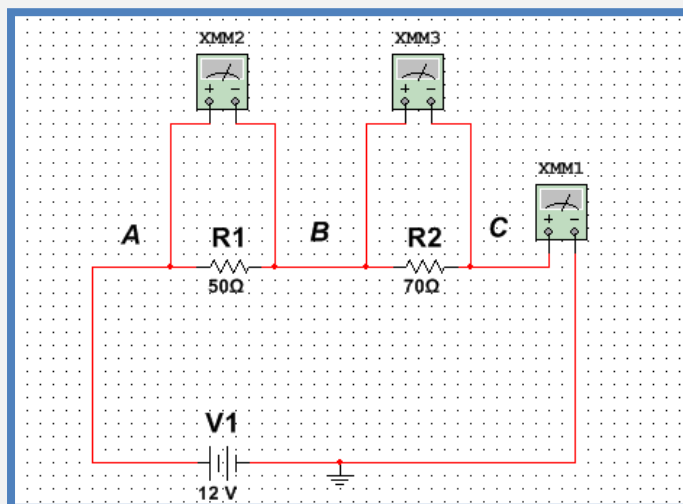 XMM2
XMM3
+ −
+ −
XMM1
+ −
A
R1
B
R2
C
50Ω
70Ω
V1
12 V